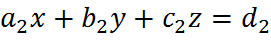 a₂x + b₂y + c₂z = d₂